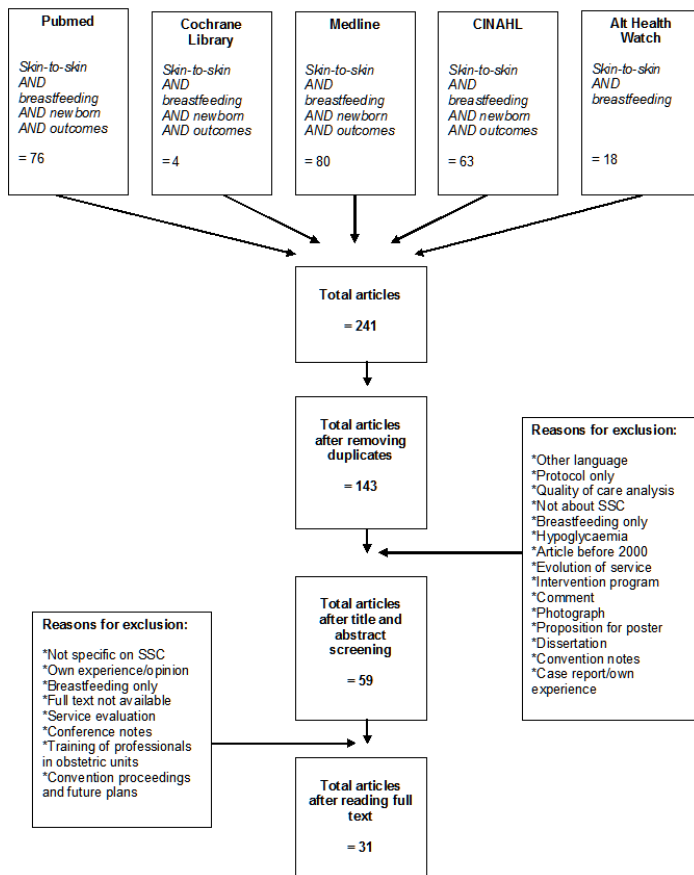 Pubmed
Skin-to-skin
AND
breastfeeding
AND newborn
AND outcomes
= 76
Cochrane
Library
Skin-to-skin
AND
breastfeeding
AND newborn
AND outcomes
= 4
Medline
Skin-to-skin
AND
breastfeeding
AND newborn
AND outcomes
= 80
CINAHL
Skin-to-skin
AND
breastfeeding
AND newborn
AND outcomes
= 63
Alt Health
Watch
Skin-to-skin
AND
breastfeeding
= 18
Total articles
= 241
Total articles
after removing
duplicates
= 143
Reasons for exclusion:
*Other language
*Protocol only
*Quality of care analysis
*Not about SSC
*Breastfeeding only
*Hypoglycaemia
*Article before 2000
*Evolution of service
*Intervention program
*Comment
*Photograph
*Proposition for poster
*Dissertation
*Convention notes
*Case report/own
experience
Total articles
after title and
abstract
screening
= 59
Reasons for exclusion:
*Not specific on SSC
*Own experience/opinion
*Breastfeeding only
*Full text not available
*Service evaluation
*Conference notes
*Training of professionals
in obstetric units
*Convention proceedings
and future plans
Total articles
after reading full
text
= 31